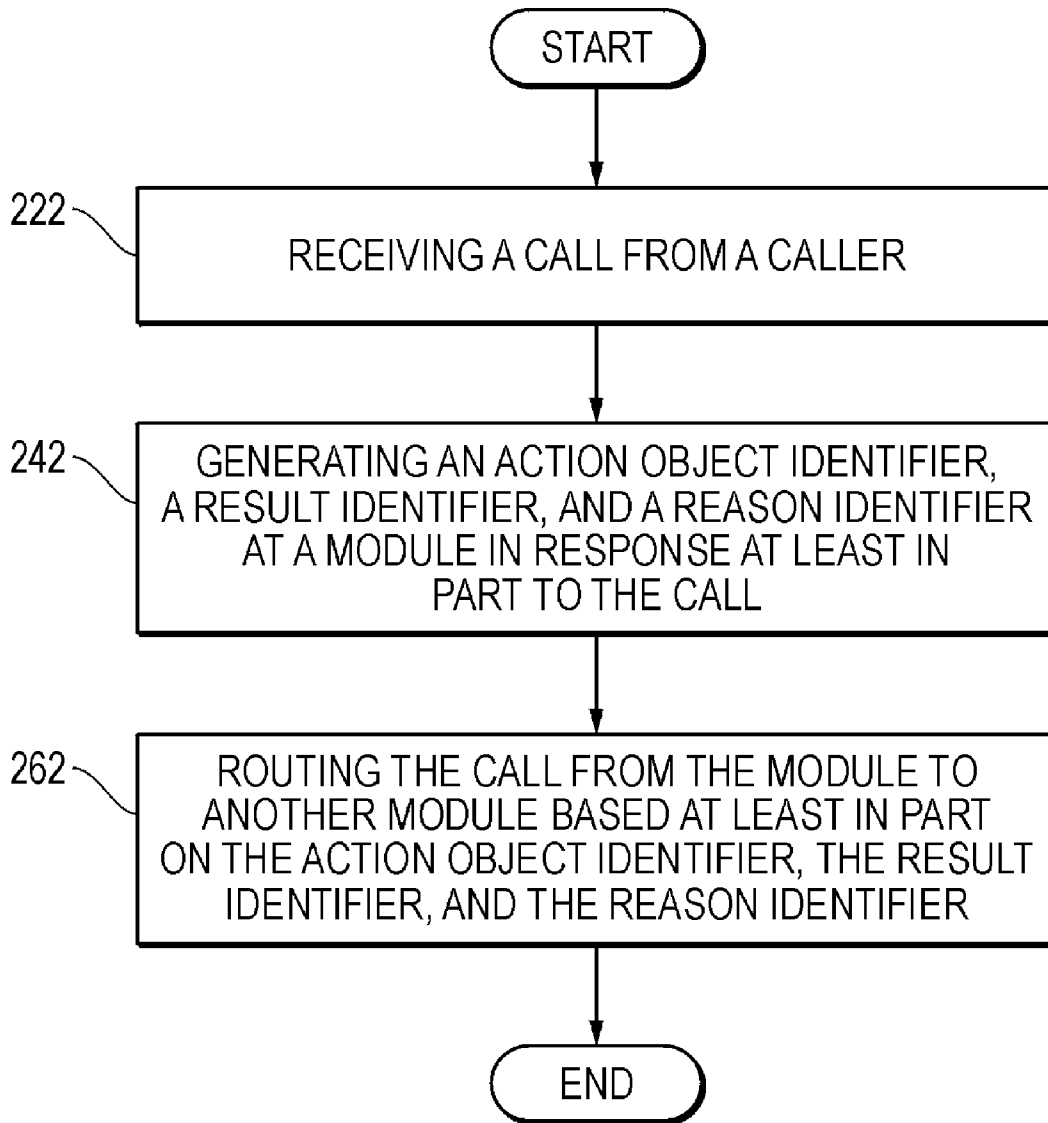 START
222
RECEIVING A CALL FROM A CALLER
242
GENERATING AN ACTION OBJECT IDENTIFIER,
A RESULT IDENTIFIER, AND A REASON IDENTIFIER
AT A MODULE IN RESPONSE AT LEAST IN
PART TO THE CALL
262
ROUTING THE CALL FROM THE MODULE TO
ANOTHER MODULE BASED AT LEAST IN PART
ON THE ACTION OBJECT IDENTIFIER, THE RESULT
IDENTIFIER, AND THE REASON IDENTIFIER
END